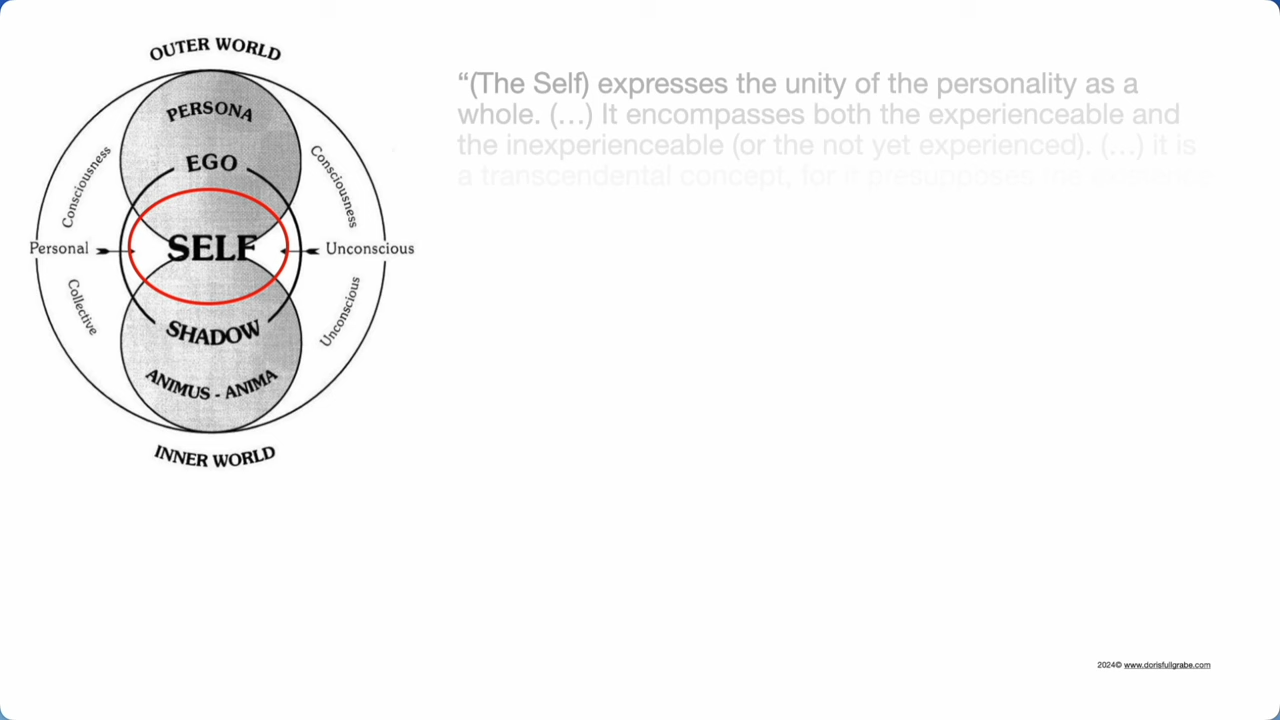 OUTER WORLD
PERSONA
EGO
Consciousness
Consciousness
Personal
SELF
Unconscious
Collective
Unconscious
SHADOW
ANIMUS - ANIMA
INNER WORLD
“(The Self) expresses the unity of the personality as a
whole. (…) It encompasses both the experienceable and
the inexperienceable (or the not yet experienced). (…) it is
a transcendental concept, for it presupposes the
2024© www.dorisfullgrabe.com